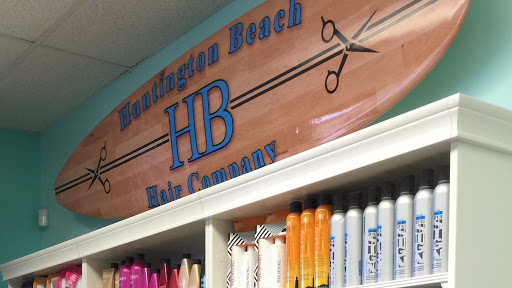 Huntington Beach
HB
Hair Company